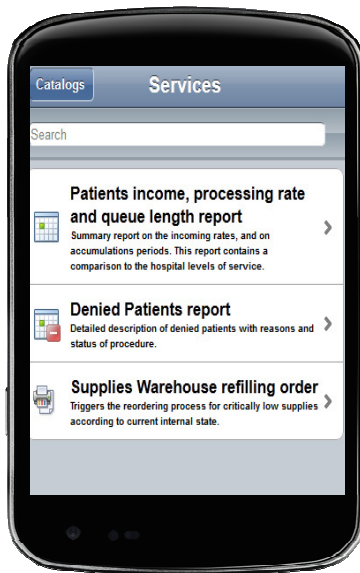 Catalogs
Services
Search
Patients income, processing rate
and queue length report
Summary report on the incoming rates, and on
accumulations periods. This report contains a
comparison to the hospital levels of service.
Denied Patients report
Detailed description of denied patients with reasons and
status of procedure.
Supplies Warehouse refilling order
Triggers the reordering process for critically low supplies
according to current internal state.